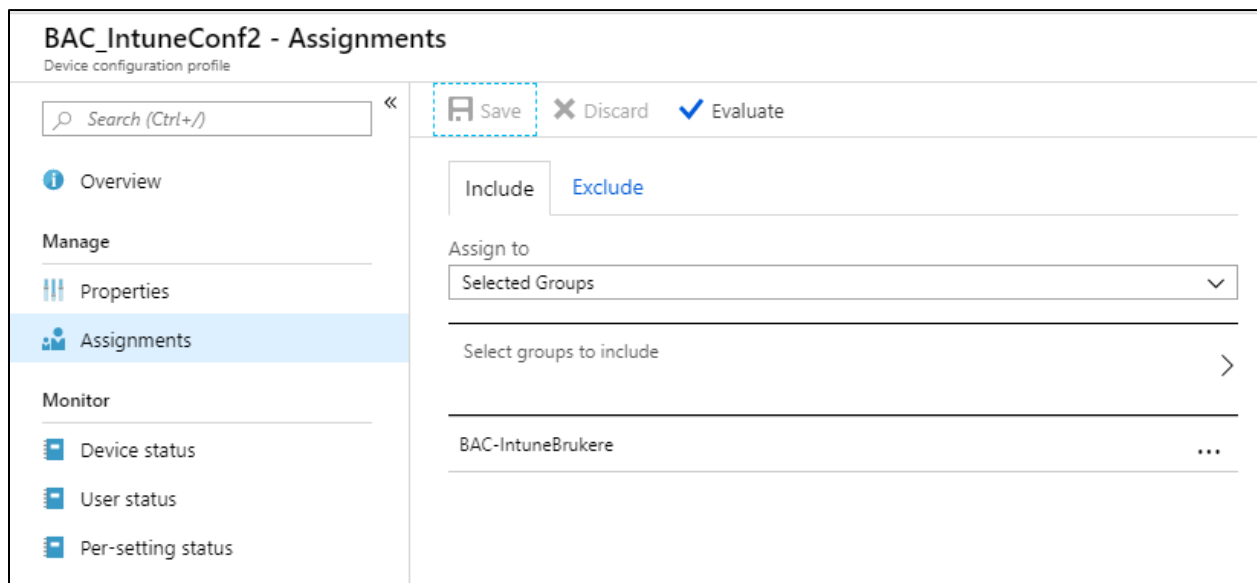 BAC_IntuneConf2 - Assignments
Device configuration profile
Search (Ctrl+/)
Overview
Manage
Properties
Assignments
Monitor
Device status
User status
Per-setting status
Save Discard Evaluate
Include Exclude
Assign to
Selected Groups
Select groups to include
BAC-IntuneBrukere